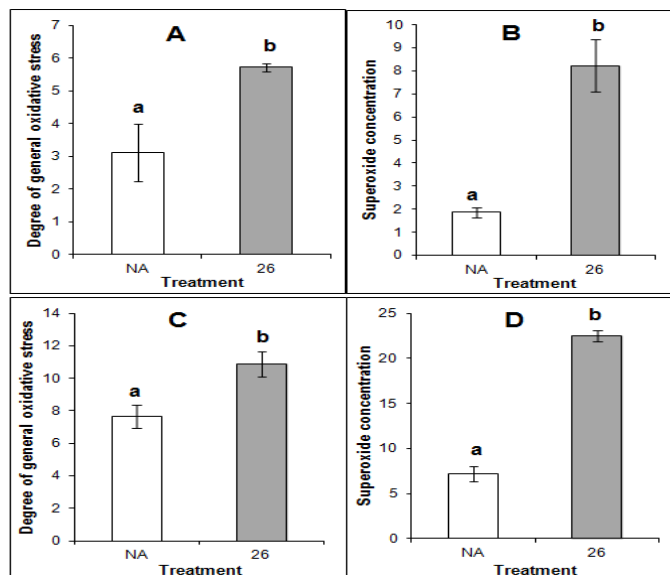 A
Degree of general oxidative stress
7
6
5
4
3
2
1
0
a
b
NA
26
Treatment
B
Superoxide concentration
10
9
8
7
6
5
4
3
2
1
0
a
b
NA
26
Treatment
C
Degree of general oxidative stress
14
12
10
8
6
4
2
0
a
b
NA
26
Treatment
D
Superoxide concentration
25
20
15
10
5
0
a
b
NA
26
Treatment